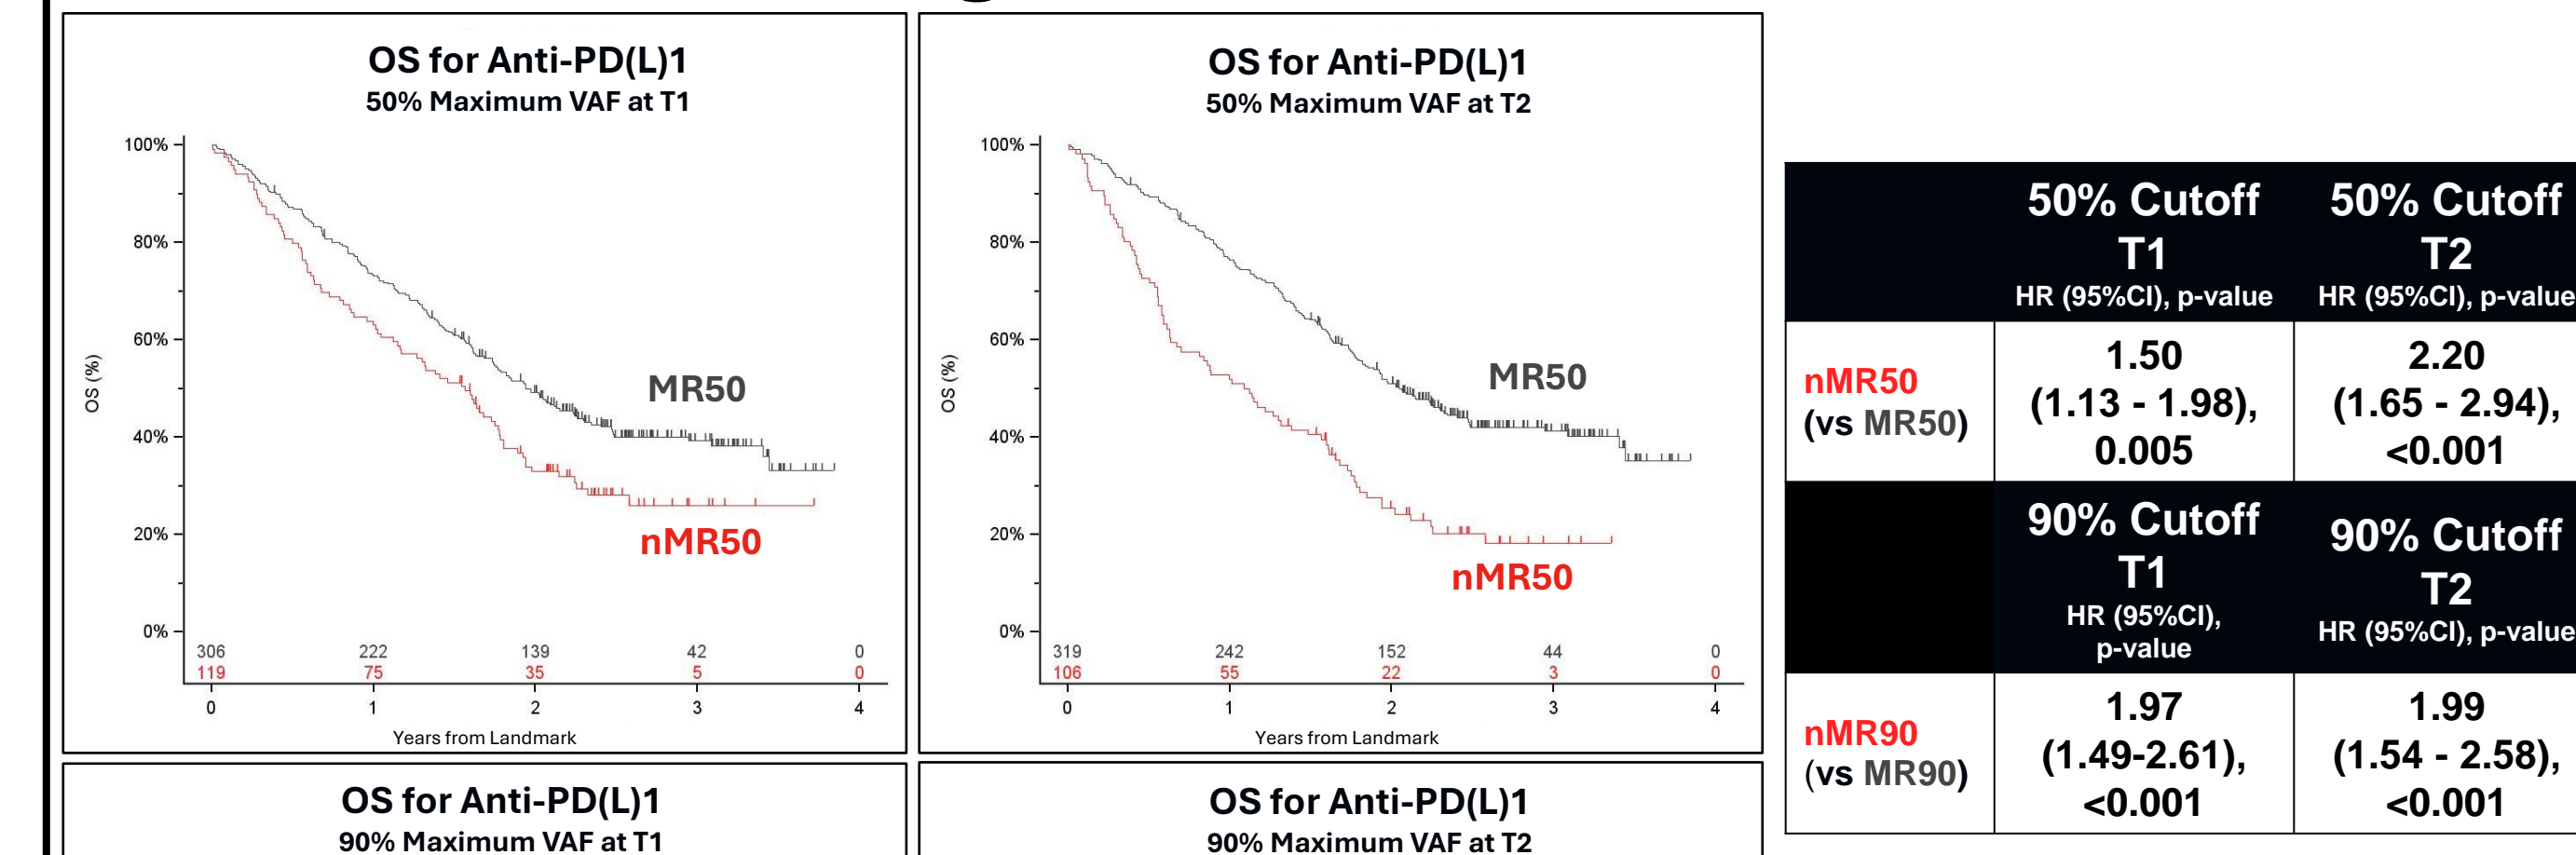 OS for Anti-PD(L)1
50% Maximum VAF at T1
100%
80%
60%
40%
20%
0%
OS (%)
MR50
nMR50
306 222 139 42 0
119 75 35 5 0
0 1 2 3 4
Years from Landmark
OS for Anti-PD(L)1
50% Maximum VAF at T2
100%
80%
60%
40%
20%
0%
OS (%)
MR50
nMR50
319 242 152 44 0
106 55 22 3 0
0 1 2 3 4
Years from Landmark
OS for Anti-PD(L)1
90% Maximum VAF at T1
OS for Anti-PD(L)1
90% Maximum VAF at T2
50% Cutoff
T1
HR (95%CI), p-value
50% Cutoff
T2
HR (95%CI), p-value
nMR50
(vs MR50)
1.50
(1.13 - 1.98),
0.005
2.20
(1.65 - 2.94),
<0.001
90% Cutoff
T1
HR (95%CI),
p-value
90% Cutoff
T2
HR (95%CI), p-value
nMR90
(vs MR90)
1.97
(1.49-2.61),
<0.001
1.99
(1.54 - 2.58),
<0.001